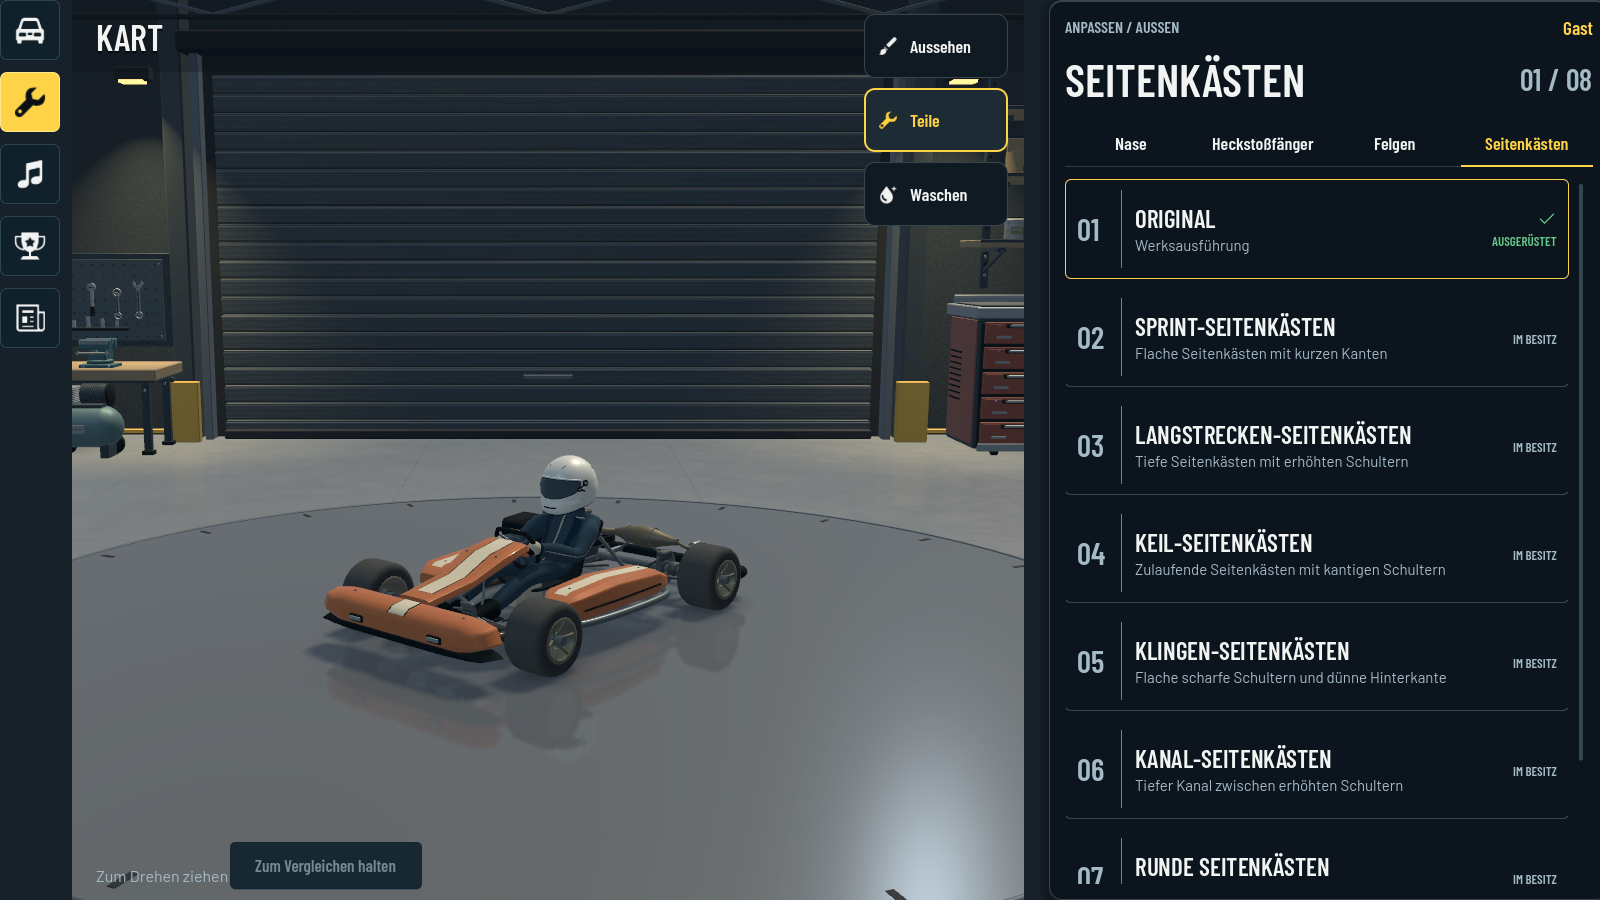 KART
Aussehen
Teile
Waschen
Zum Drehen ziehen
Zum Vergleichen halten
ANPASSEN / AUSSEN
Gast
SEITENKÄSTEN
01 / 08
Nase
Heckstoßfänger
Felgen
Seitenkästen
01
ORIGINAL
Werksausführung
AUSGERÜSTET
02
SPRINT-SEITENKÄSTEN
Flache Seitenkästen mit kurzen Kanten
IM BESITZ
03
LANGSTRECKEN-SEITENKÄSTEN
Tiefe Seitenkästen mit erhöhten Schultern
IM BESITZ
04
KEIL-SEITENKÄSTEN
Zulaufende Seitenkästen mit kantigen Schultern
IM BESITZ
05
KLINGEN-SEITENKÄSTEN
Flache scharfe Schultern und dünne Hinterkante
IM BESITZ
06
KANAL-SEITENKÄSTEN
Tiefer Kanal zwischen erhöhten Schultern
IM BESITZ
07
RUNDE SEITENKÄSTEN
IM BESITZ